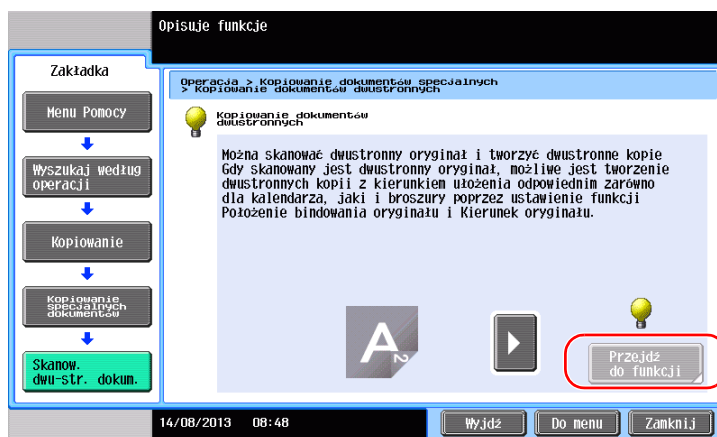 Opisuje funkcje
Zakładka
Menu Pomocy
Wyszukaj według
operacji
Kopiowanie
Kopiowanie
specjalnych
dokumentów
Skanow.
dwu-str. dokum.
Operacja > Kopiowanie dokumentów specjalnych
> Kopiowanie dokumentów dwustronnych
Kopiowanie dokumentów
dwustronnych
Można skanować dwustronny oryginał i tworzyć dwustronne kopie
Gdy skanowany jest dwustronny oryginał, możliwe jest tworzenie
dwustronnych kopii z kierunkiem ułożenia odpowiednim zarówno
dla kalendarza, jaki i broszury poprzez ustawienie funkcji
Położenie bindowania oryginału i Kierunek oryginału.
A
2
Przejdź
do funkcji
14/08/2013 08:48
Wyjdź
Do menu
Zamknij